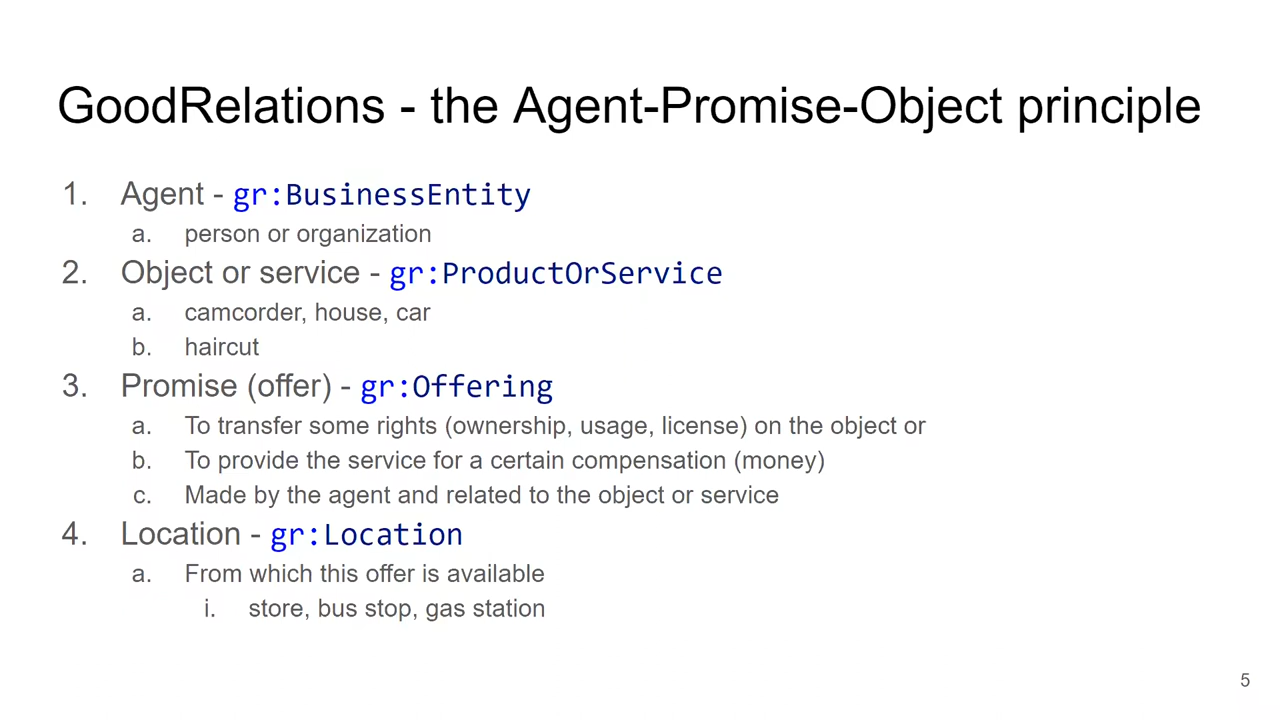 GoodRelations - the Agent-Promise-Object principle
1. Agent - gr:BusinessEntity
a. person or organization
2. Object or service - gr:ProductOrService
a. camcorder, house, car
b. haircut
3. Promise (offer) - gr:Offering
a. To transfer some rights (ownership, usage, license) on the object or
b. To provide the service for a certain compensation (money)
c. Made by the agent and related to the object or service
4. Location - gr:Location
a. From which this offer is available
i. store, bus stop, gas station
5